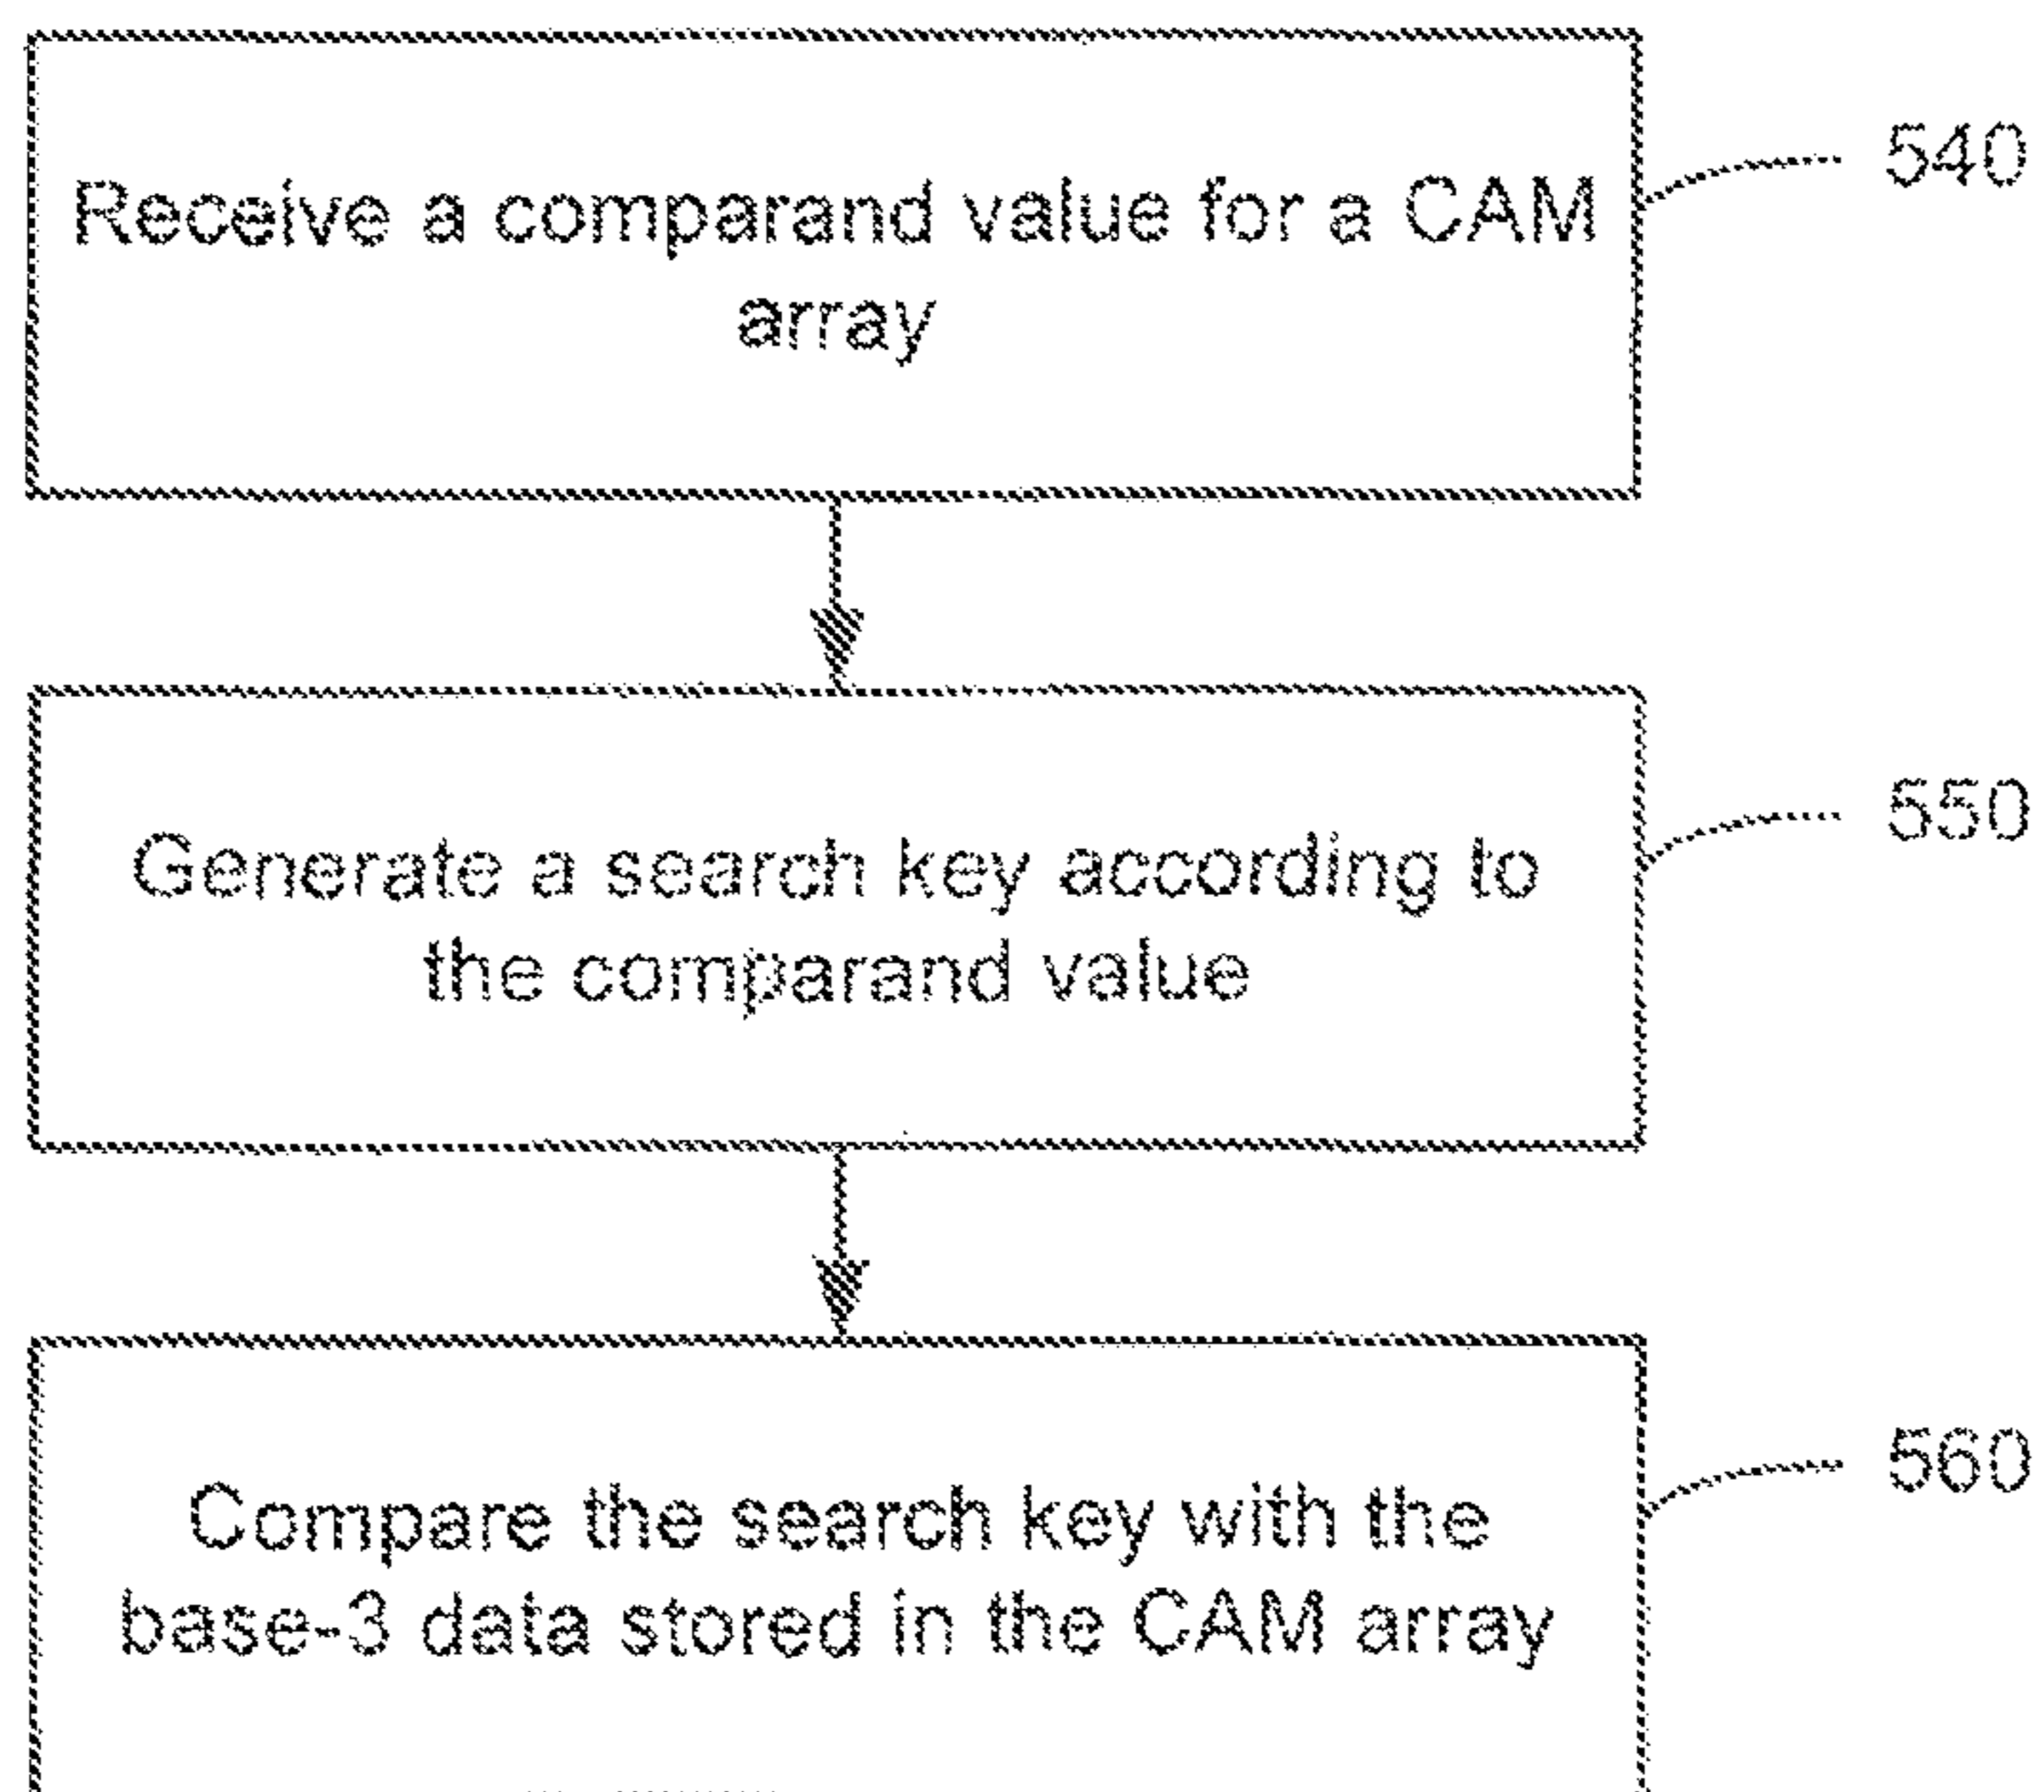 Receive a comparand value for a CAM
array
540
Generate a search key according to
the comparand value
550
Compare the search key with the
base-3 data stored in the CAM array
560